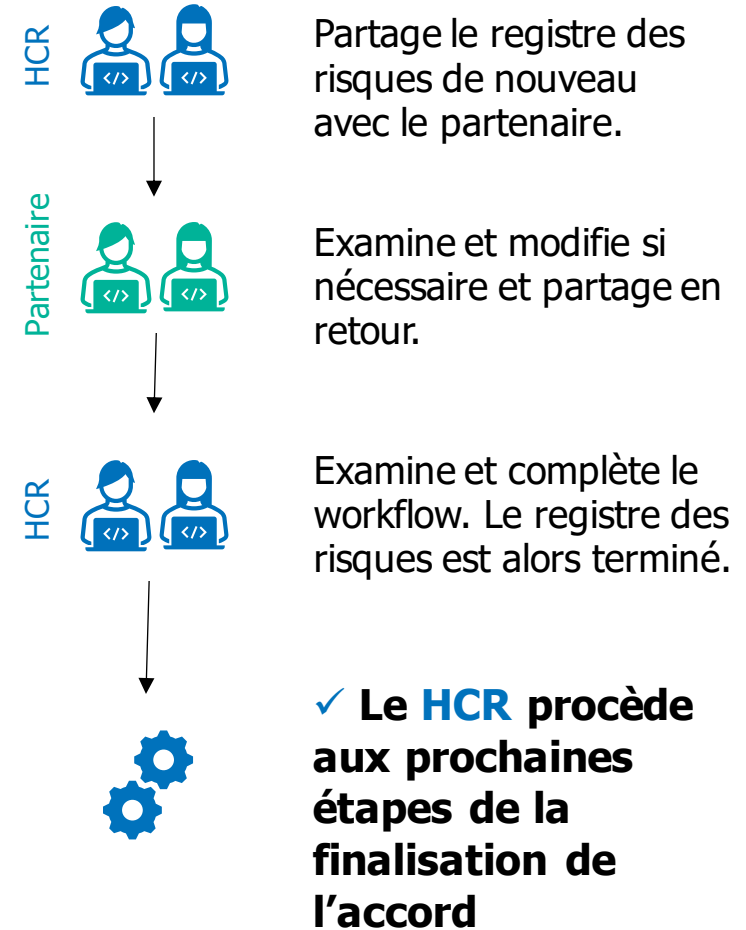 HCR
Partage le registre des
risques de nouveau
avec le partenaire.
Partenaire
Examine et modifie si
nécessaire et partage en
retour.
HCR
Examine et complète le
workflow. Le registre des
risques est alors terminé.
✓ Le HCR procède
aux prochaines
étapes de la
finalisation de
l’accord